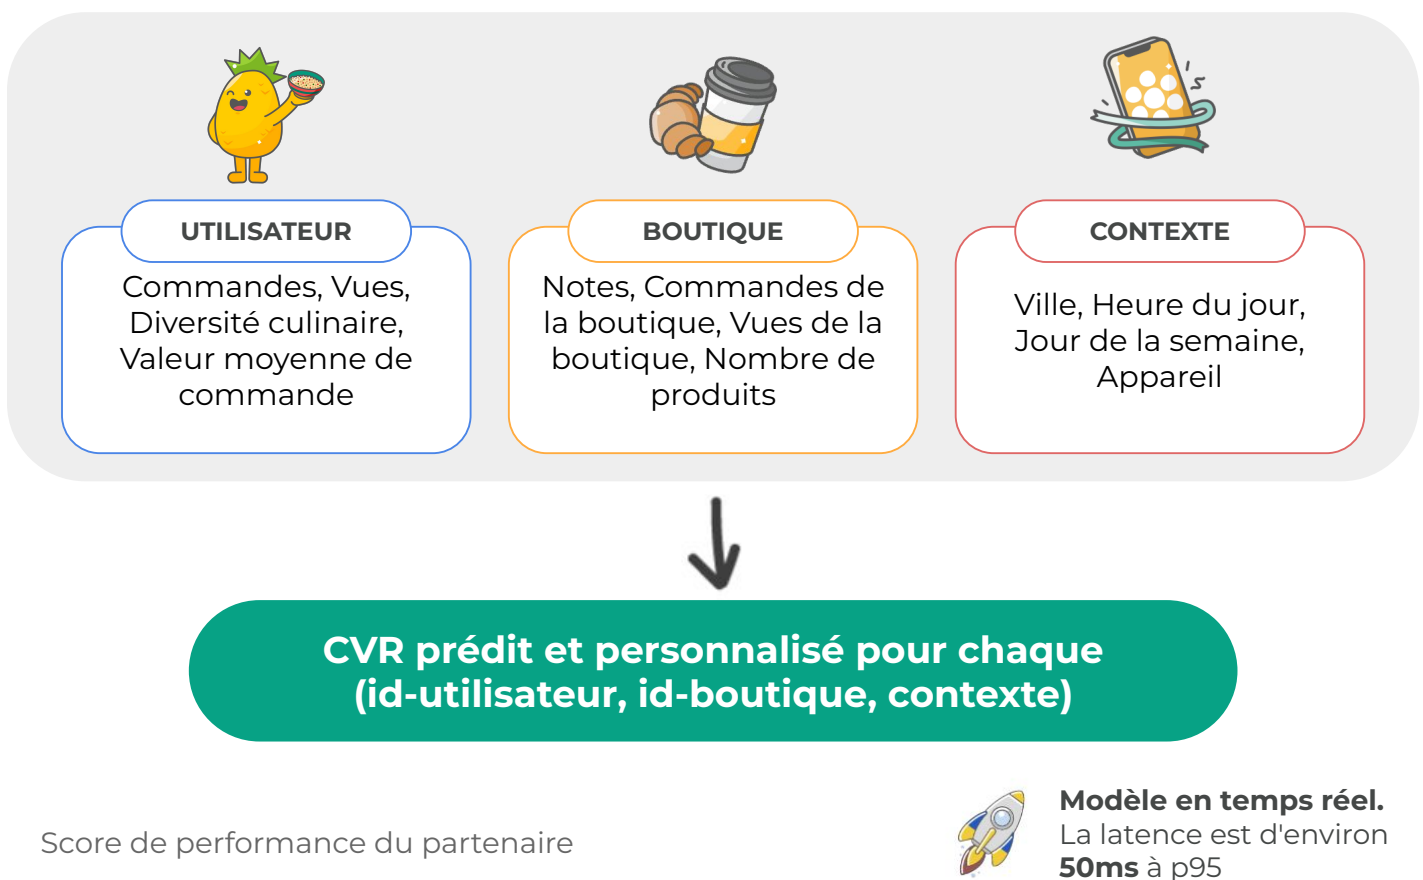 UTILISATEUR
Commandes, Vues,
Diversité culinaire,
Valeur moyenne de
commande
BOUTIQUE
Notes, Commandes de
la boutique, Vues de la
boutique, Nombre de
produits
CONTEXTE
Ville, Heure du jour,
Jour de la semaine,
Appareil
CVR prédit et personnalisé pour chaque
(id-utilisateur, id-boutique, contexte)
Score de performance du partenaire
Modèle en temps réel.
La latence est d'environ
50ms à p95